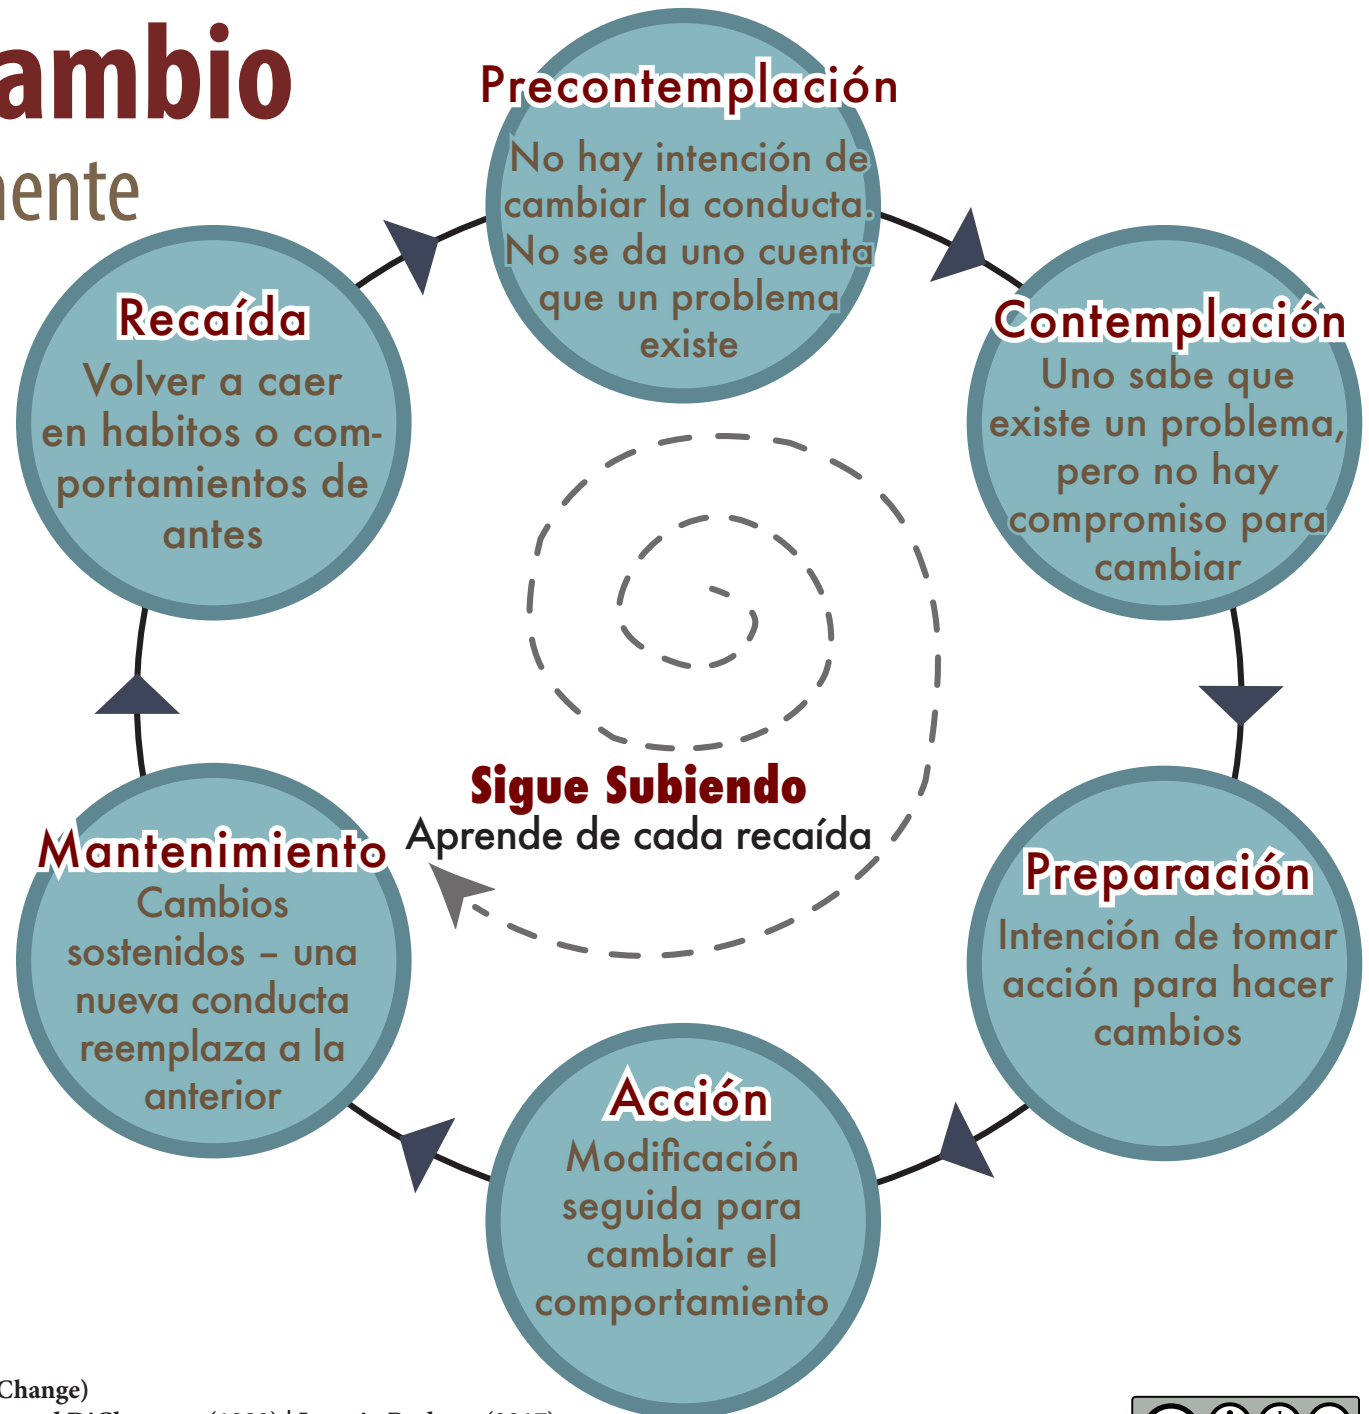 ambio
mente
Precontemplación
No hay intención de
cambiar la conducta.
No se da uno cuenta
que un problema
existe
Contemplación
Uno sabe que
existe un problema,
pero no hay
compromiso para
cambiar
Preparación
Intención de tomar
acción para hacer
cambios
Acción
Modificación
seguida para
cambiar el
comportamiento
Mantenimiento
Cambios
sostenidos – una
nueva conducta
reemplaza a la
anterior
Recaída
Volver a caer
en habitos o com-
portamientos de
antes
Sigue Subiendo
Aprende de cada recaída
Change)